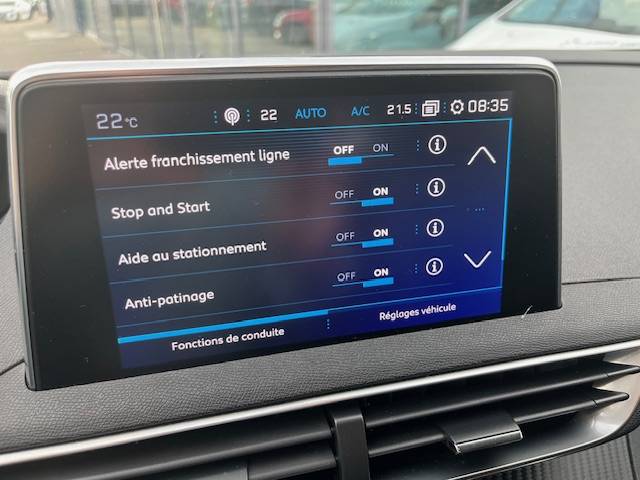 22°C 22 AUTO A/C 21.5 08:35
Alerte franchissement ligne OFF ON
Stop and Start OFF ON
Aide au stationnement OFF ON
Anti-patinage OFF ON
Fonctions de conduite Réglages véhicule